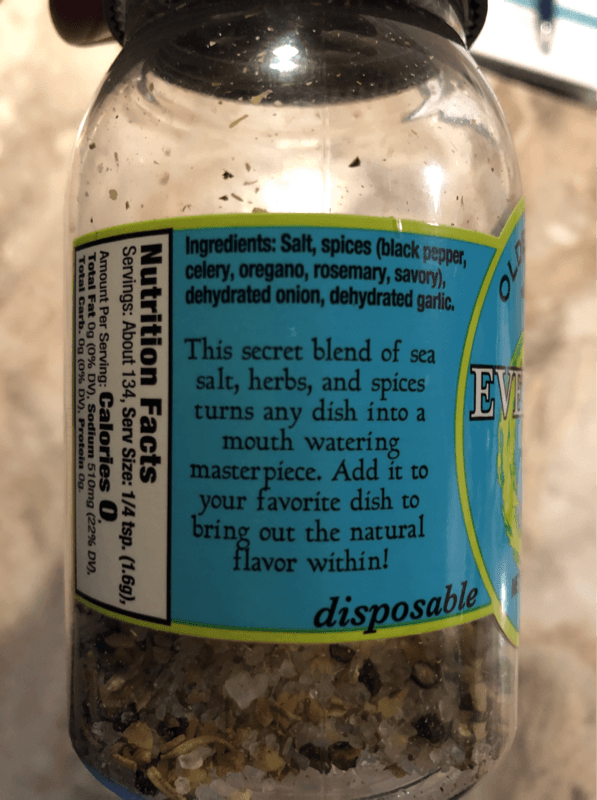 Ingredients: Salt, spices (black pepper,
celery, oregano, rosemary, savory),
dehydrated onion, dehydrated garlic.
This secret blend of sea
salt, herbs, and spices
turns any dish into a
mouth watering
masterpiece. Add it to
your favorite dish to
bring out the natural
flavor within!
disposable
Nutrition Facts
Servings: About 134, Serv Size: 1/4 tsp. (1.6g),
Amount Per Serving: Calories 0,
Total Fat 0g (0% DV), Sodium 510mg (22% DV),
Total Carb. 0g (0% DV), Protein 0g.
OLD
EVE